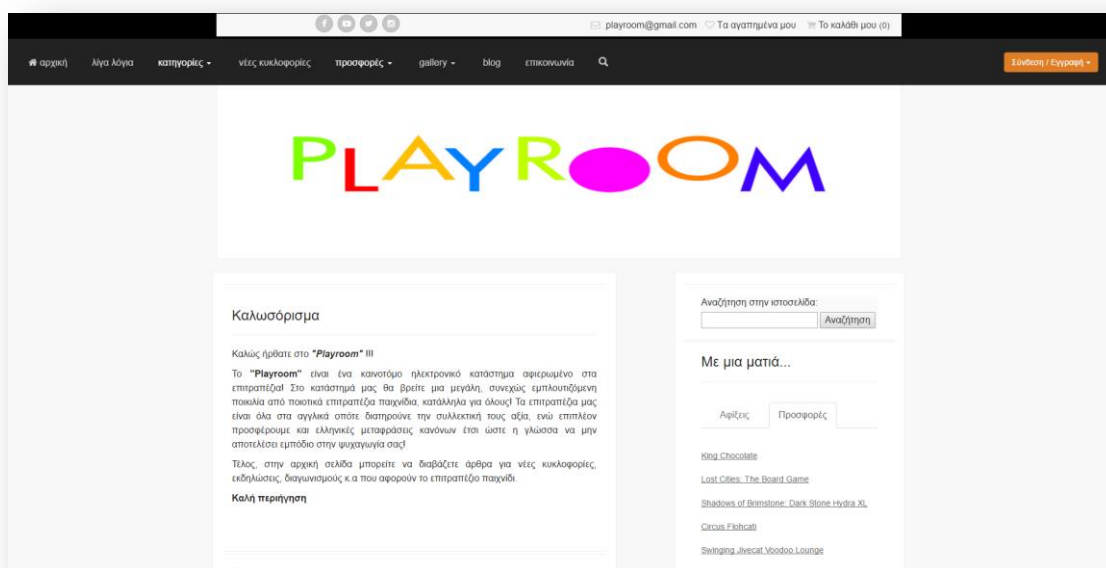 playroom@gmail.com Τα αγαπημένα μου Το καλάθι μου (0)
αρχική λίγα λόγια κατηγορίες νέες κυκλοφορίες προσφορές gallery blog επικοινωνία Σύνδεση / Εγγραφή
PLAYROOM
Καλωσόρισμα
Καλώς ήρθατε στο "Playroom" !!!
Το "Playroom" είναι ένα καινοτόμο ηλεκτρονικό κατάστημα αφιερωμένο στα
επιτραπέζια! Στο κατάστημά μας θα βρείτε μια μεγάλη, συνεχώς εμπλουτιζόμενη
ποικιλία από ποιοτικά επιτραπέζια παιχνίδια, κατάλληλα για όλους! Τα επιτραπέζια μας
είναι όλα στα αγγλικά οπότε διατηρούνε την συλλεκτική τους αξία, ενώ επιπλέον
προσφέρουμε και ελληνικές μεταφράσεις κανόνων έτσι ώστε η γλώσσα να μην
αποτελέσει εμπόδιο στην ψυχαγωγία σας!
Τέλος, στην αρχική σελίδα μπορείτε να διαβάζετε άρθρα για νέες κυκλοφορίες,
εκδηλώσεις, διαγωνισμούς κ.α που αφορούν το επιτραπέζιο παιχνίδι.
Καλή περιήγηση
Αναζήτηση στην ιστοσελίδα:
Αναζήτηση
Με μια ματιά...
Αφίξεις Προσφορές
King Chocolate
Lost Cities: The Board Game
Shadows of Brimstone: Dark Stone Hydra XL
Circus Flohcati
Swinging Jivecat Voodoo Lounge